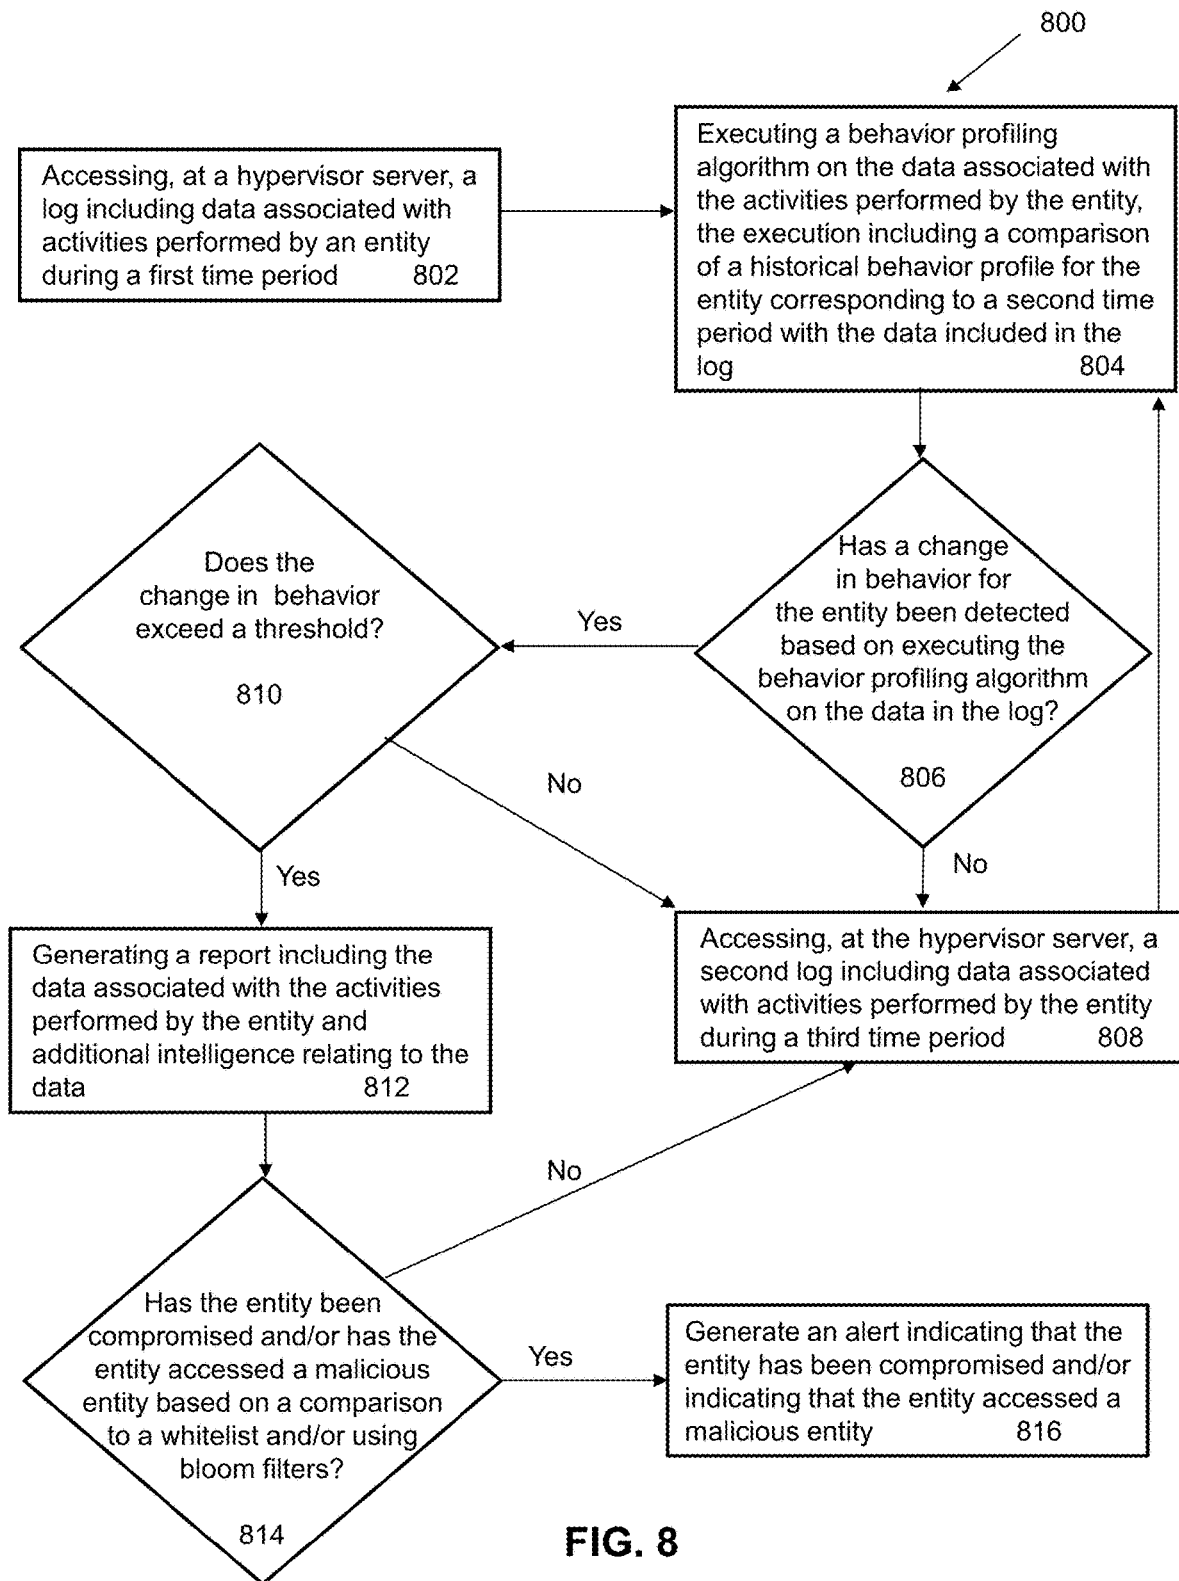 800
Accessing, at a hypervisor server, a
log including data associated with
activities performed by an entity
during a first time period 802
Executing a behavior profiling
algorithm on the data associated with
the activities performed by the entity,
the execution including a comparison
of a historical behavior profile for the
entity corresponding to a second time
period with the data included in the
log 804
Has a change
in behavior for
the entity been detected
based on executing the
behavior profiling algorithm
on the data in the log?
806
Yes
No
Does the
change in behavior
exceed a threshold?
810
No
Yes
Accessing, at the hypervisor server, a
second log including data associated
with activities performed by the entity
during a third time period 808
Generating a report including the
data associated with the activities
performed by the entity and
additional intelligence relating to the
data 812
Has the entity been
compromised and/or has the
entity accessed a malicious
entity based on a comparison
to a whitelist and/or using
bloom filters?
814
No
Yes
Generate an alert indicating that the
entity has been compromised and/or
indicating that the entity accessed a
malicious entity 816
FIG. 8